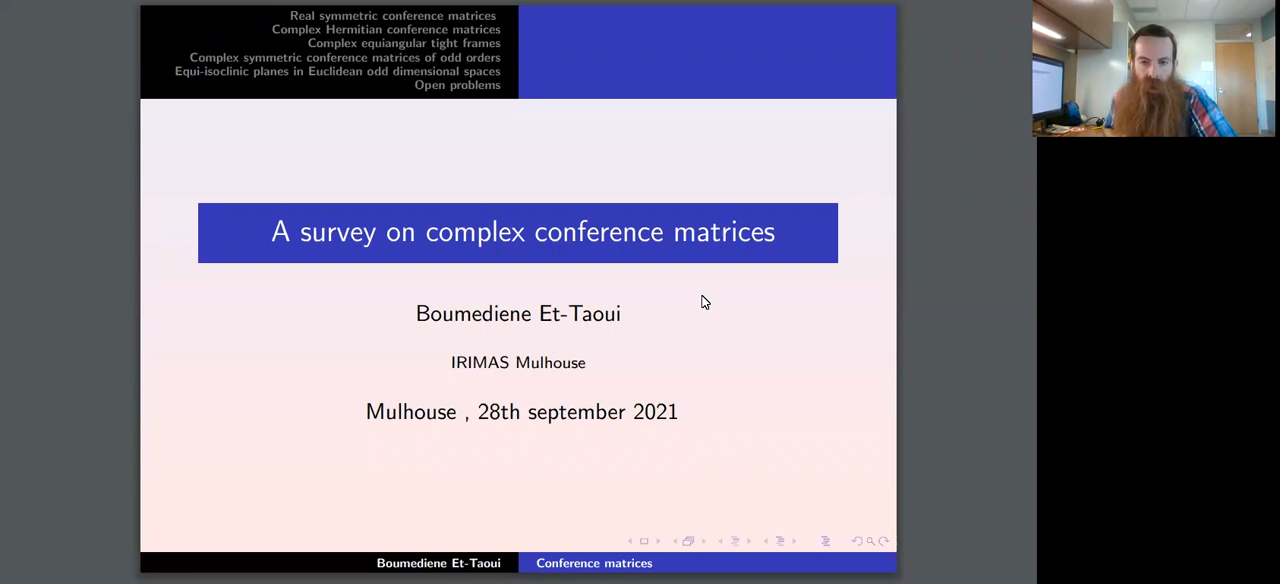 Real symmetric conference matrices
Complex Hermitian conference matrices
Complex equiangular tight frames
Complex symmetric conference matrices of odd orders
Equi-isoclinic planes in Euclidean odd dimensional spaces
Open problems
A survey on complex conference matrices
Boumediene Et-Taoui
IRIMAS Mulhouse
Mulhouse , 28th september 2021
Boumediene Et-Taoui
Conference matrices